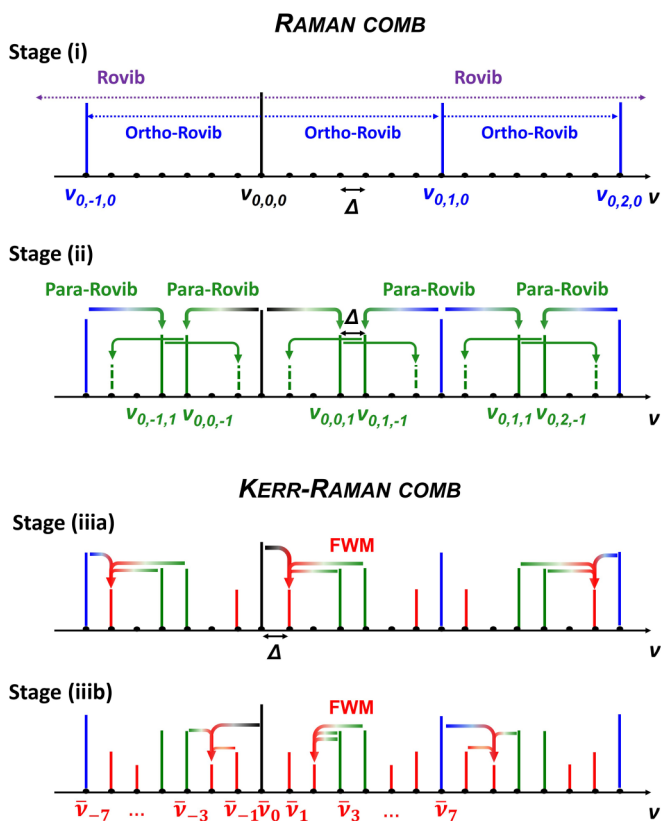 RAMAN COMB
Stage (i)
Rovib Rovib
Ortho-Rovib Ortho-Rovib Ortho-Rovib
ν0,-1,0 ν0,0,0 Δ ν0,1,0 ν0,2,0 ν
Stage (ii)
Para-Rovib Para-Rovib Para-Rovib Para-Rovib
Δ
ν0,-1,1 ν0,0,-1 ν0,0,1 ν0,1,-1 ν0,1,1 ν0,2,-1 ν
KERR-RAMAN COMB
Stage (iiia)
FWM
Δ ν
Stage (iiib)
FWM
ν̄₋₇ ... ν̄₋₃ ν̄₋₁ ν̄₀ ν̄₁ ν̄₃ ... ν̄₇ ν